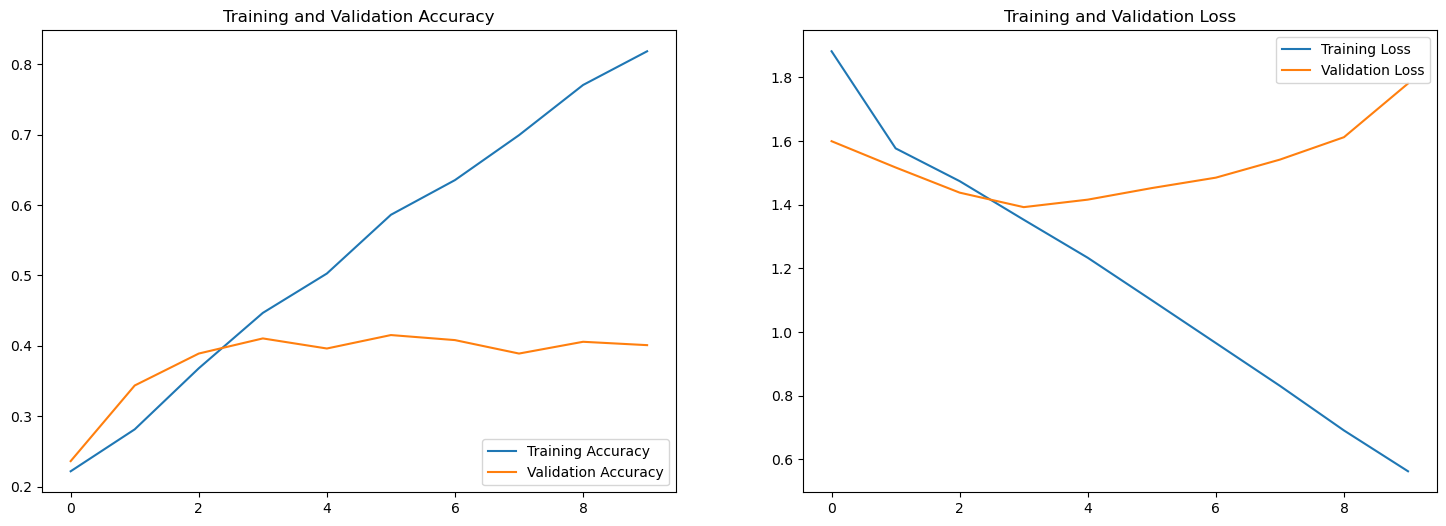 Training and Validation Accuracy
0.8
0.7
0.6
0.5
0.4
0.3
0.2
0 2 4 6 8
Training Accuracy
Validation Accuracy
Training and Validation Loss
1.8
1.6
1.4
1.2
1.0
0.8
0.6
0 2 4 6 8
Training Loss
Validation Loss